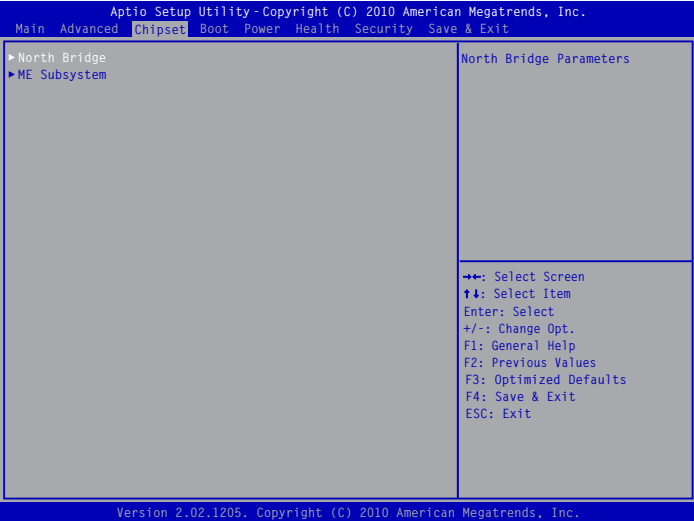 Aptio Setup Utility - Copyright (C) 2010 American Megatrends, Inc.
Main Advanced Chipset Boot Power Health Security Save & Exit
►North Bridge
►ME Subsystem
North Bridge Parameters
→←: Select Screen
↑↓: Select Item
Enter: Select
+/-: Change Opt.
F1: General Help
F2: Previous Values
F3: Optimized Defaults
F4: Save & Exit
ESC: Exit
Version 2.02.1205. Copyright (C) 2010 American Megatrends, Inc.